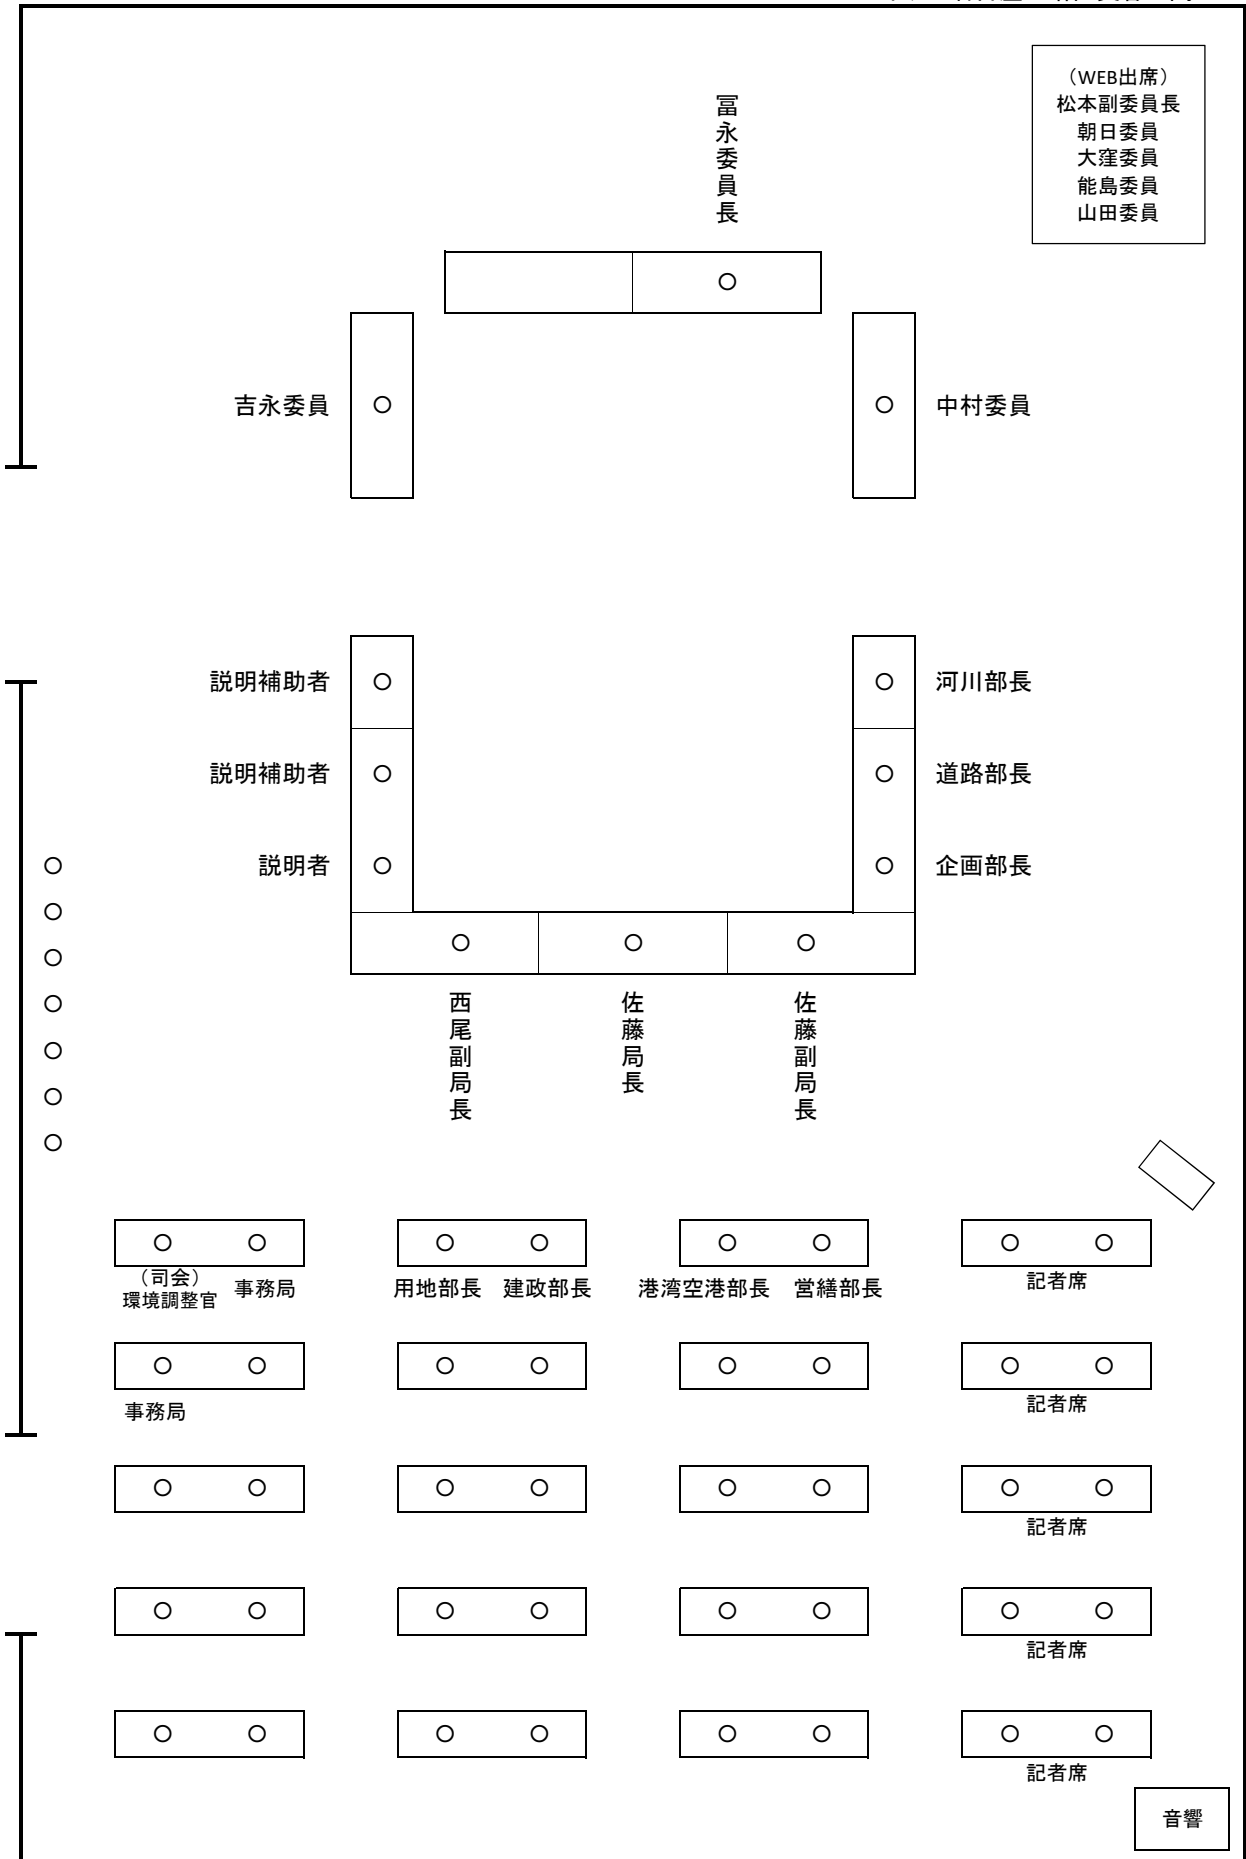 （WEB出席）
松本副委員長
朝日委員
大窪委員
能島委員
山田委員
冨永委員長
吉永委員
中村委員
説明補助者
河川部長
説明補助者
道路部長
説明者
企画部長
西尾副局長
佐藤局長
佐藤副局長
（司会）
環境調整官
事務局
用地部長
建政部長
港湾空港部長
営繕部長
記者席
事務局
記者席
記者席
記者席
記者席
音響